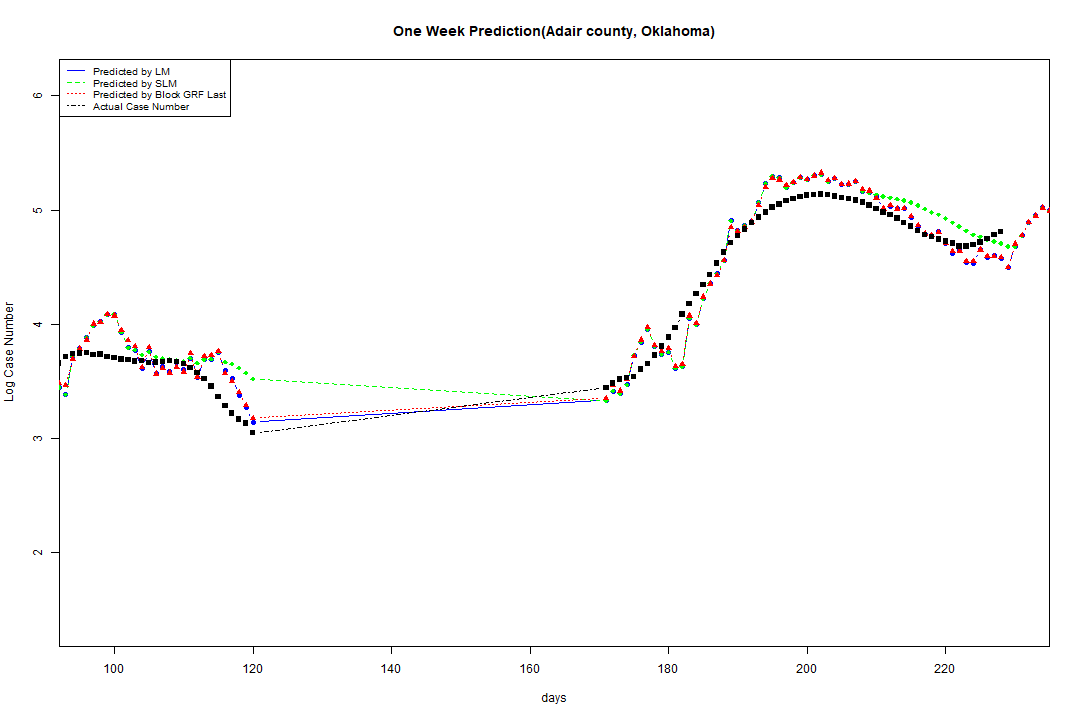 One Week Prediction(Adair county, Oklahoma)
Predicted by LM
Predicted by SLM
Predicted by Block GRF Last
Actual Case Number
6
5
4
3
2
Log Case Number
100 120 140 160 180 200 220
days